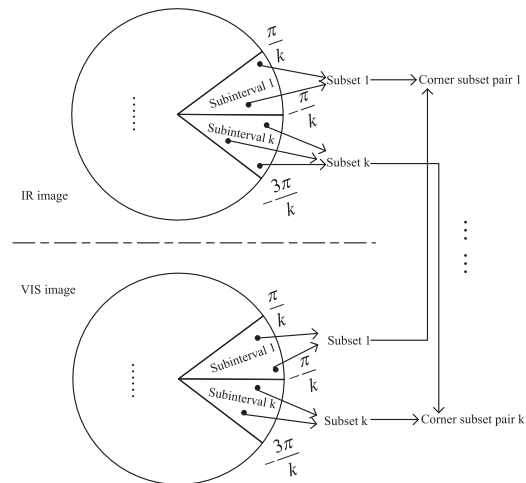 π/k
Subinterval 1
Subset 1
Corner subset pair 1
-π/k
Subinterval k
Subset k
-3π/k
IR image
VIS image
π/k
Subinterval 1
Subset 1
-π/k
Subinterval k
Subset k
Corner subset pair k
-3π/k